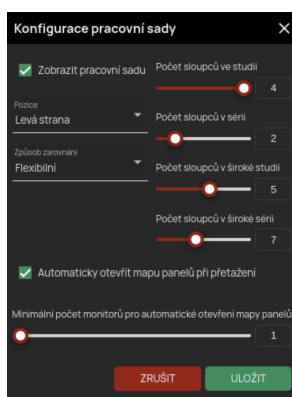 Konfigurace pracovní sady
Zobrazit pracovní sadu
Pozice
Levá strana
Způsob zarovnání
Flexibilní
Počet sloupců ve studii
4
Počet sloupců v sérii
2
Počet sloupců v široké studii
5
Počet sloupců v široké sérii
7
Automaticky otevřít mapu panelů při přetažení
Minimální počet monitorů pro automatické otevření mapy panelů
1
ZRUŠIT
ULOŽIT